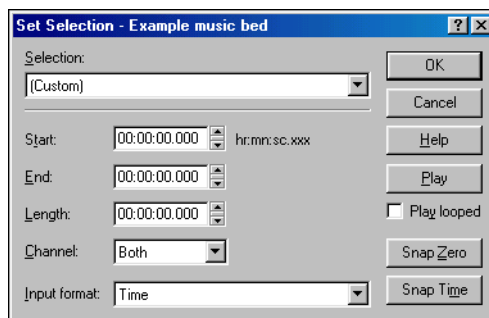 Set Selection - Example music bed
Selection:
(Custom)
Start: 00:00:00.000 hr:mn:sc.xxx
End: 00:00:00.000
Length: 00:00:00.000
Channel: Both
Input format: Time
OK
Cancel
Help
Play
Play looped
Snap Zero
Snap Time